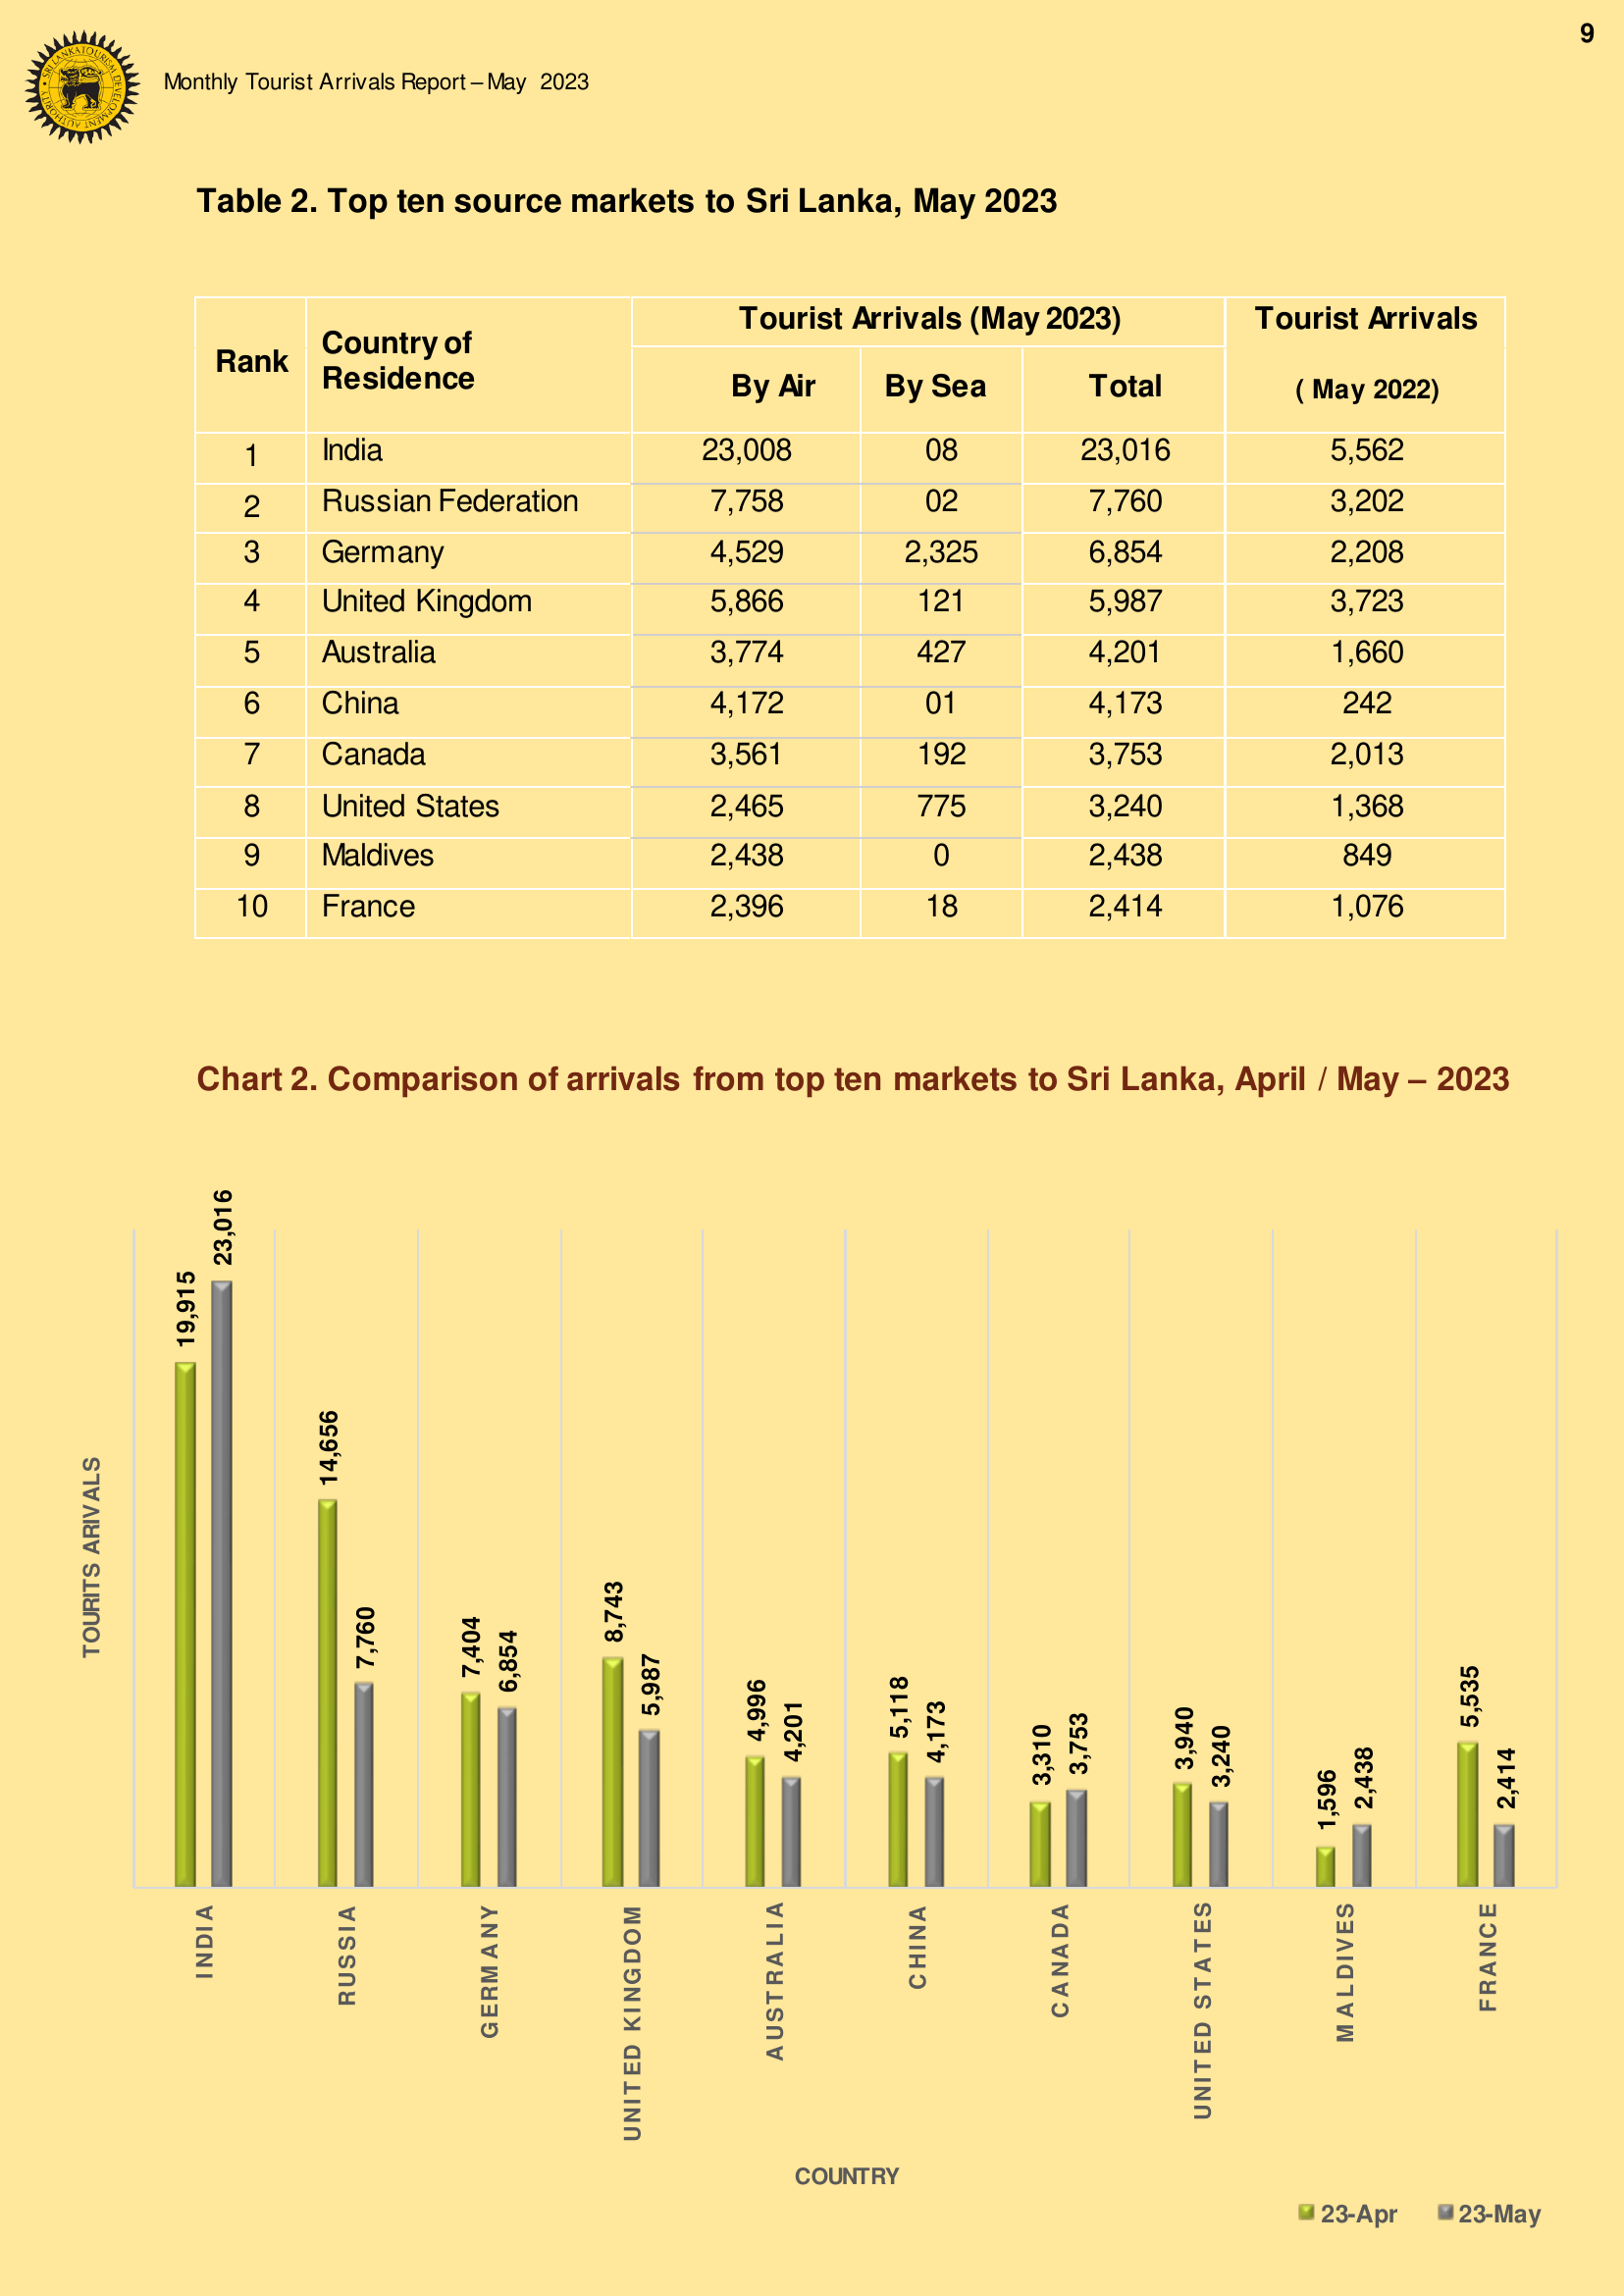 9
SRI LANKA TOURISM DEVELOPMENT AUTHORITY
Monthly Tourist Arrivals Report – May 2023
Table 2. Top ten source markets to Sri Lanka, May 2023
Rank Country of Residence Tourist Arrivals (May 2023) Tourist Arrivals
By Air By Sea Total ( May 2022)
1 India 23,008 08 23,016 5,562
2 Russian Federation 7,758 02 7,760 3,202
3 Germany 4,529 2,325 6,854 2,208
4 United Kingdom 5,866 121 5,987 3,723
5 Australia 3,774 427 4,201 1,660
6 China 4,172 01 4,173 242
7 Canada 3,561 192 3,753 2,013
8 United States 2,465 775 3,240 1,368
9 Maldives 2,438 0 2,438 849
10 France 2,396 18 2,414 1,076
Chart 2. Comparison of arrivals from top ten markets to Sri Lanka, April / May – 2023
TOURITS ARIVALS
19,915 23,016
14,656 7,760
7,404 6,854
8,743 5,987
4,996 4,201
5,118 4,173
3,310 3,753
3,940 3,240
1,596 2,438
5,535 2,414
INDIA
RUSSIA
GERMANY
UNITED KINGDOM
AUSTRALIA
CHINA
CANADA
UNITED STATES
MALDIVES
FRANCE
COUNTRY
23-Apr 23-May